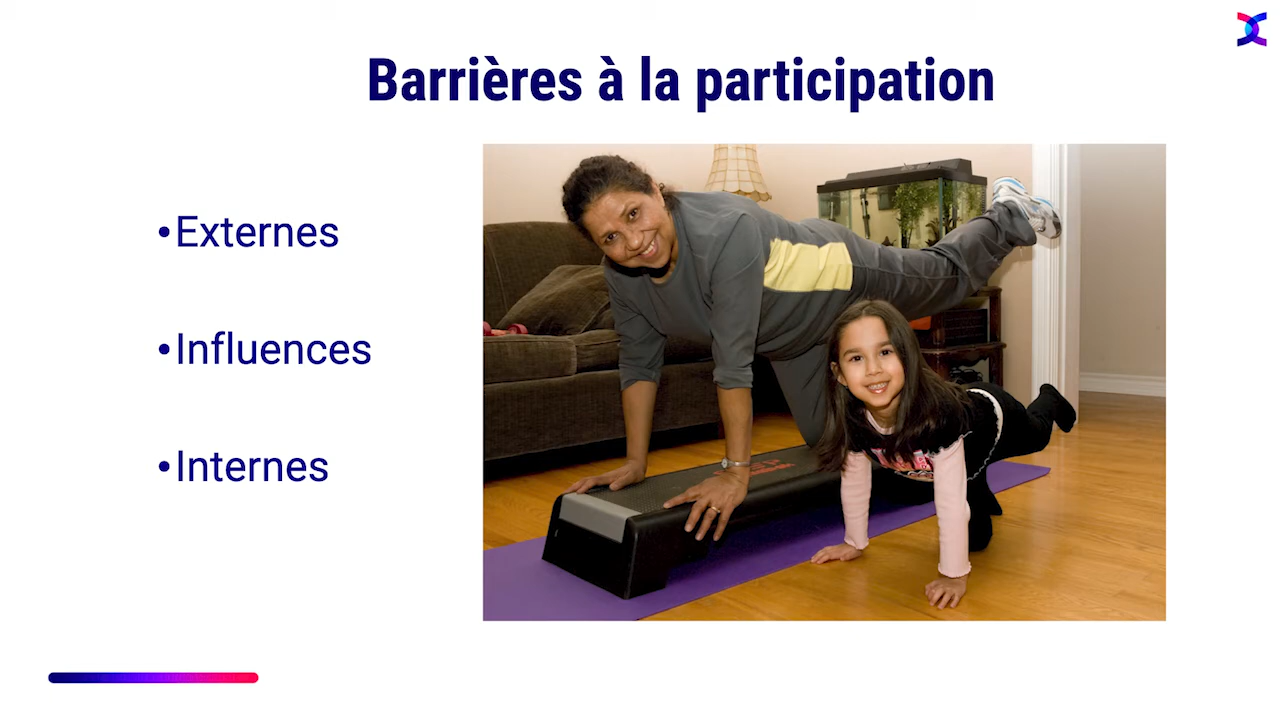 Barrières à la participation
•Externes
•Influences
•Internes